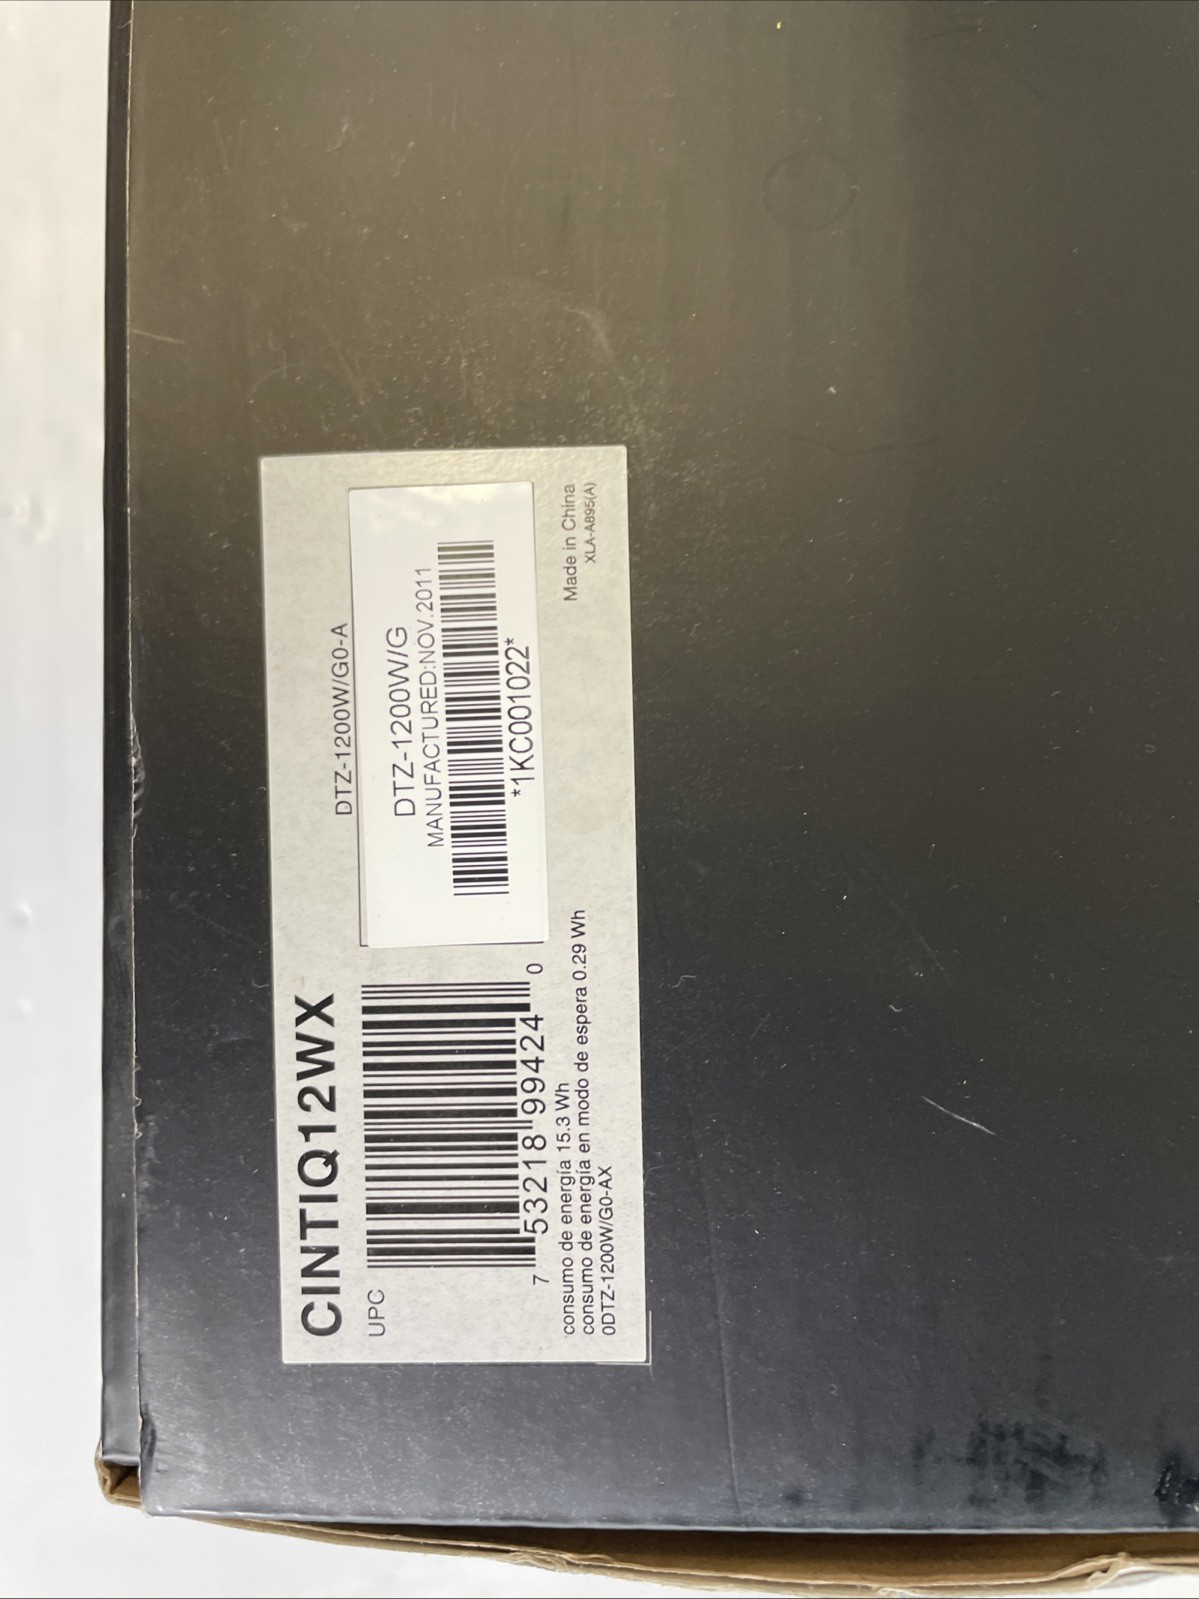 CINTIQ12WX
DTZ-1200W/G0-A
UPC
7 53218 99424 0
DTZ-1200W/G
MANUFACTURED:NOV.2011
*1KC001022*
consumo de energía 15.3 Wh
consumo de energía en modo de espera 0.29 Wh
0DTZ-1200W/G0-AX
Made in China
XLA-A895(A)